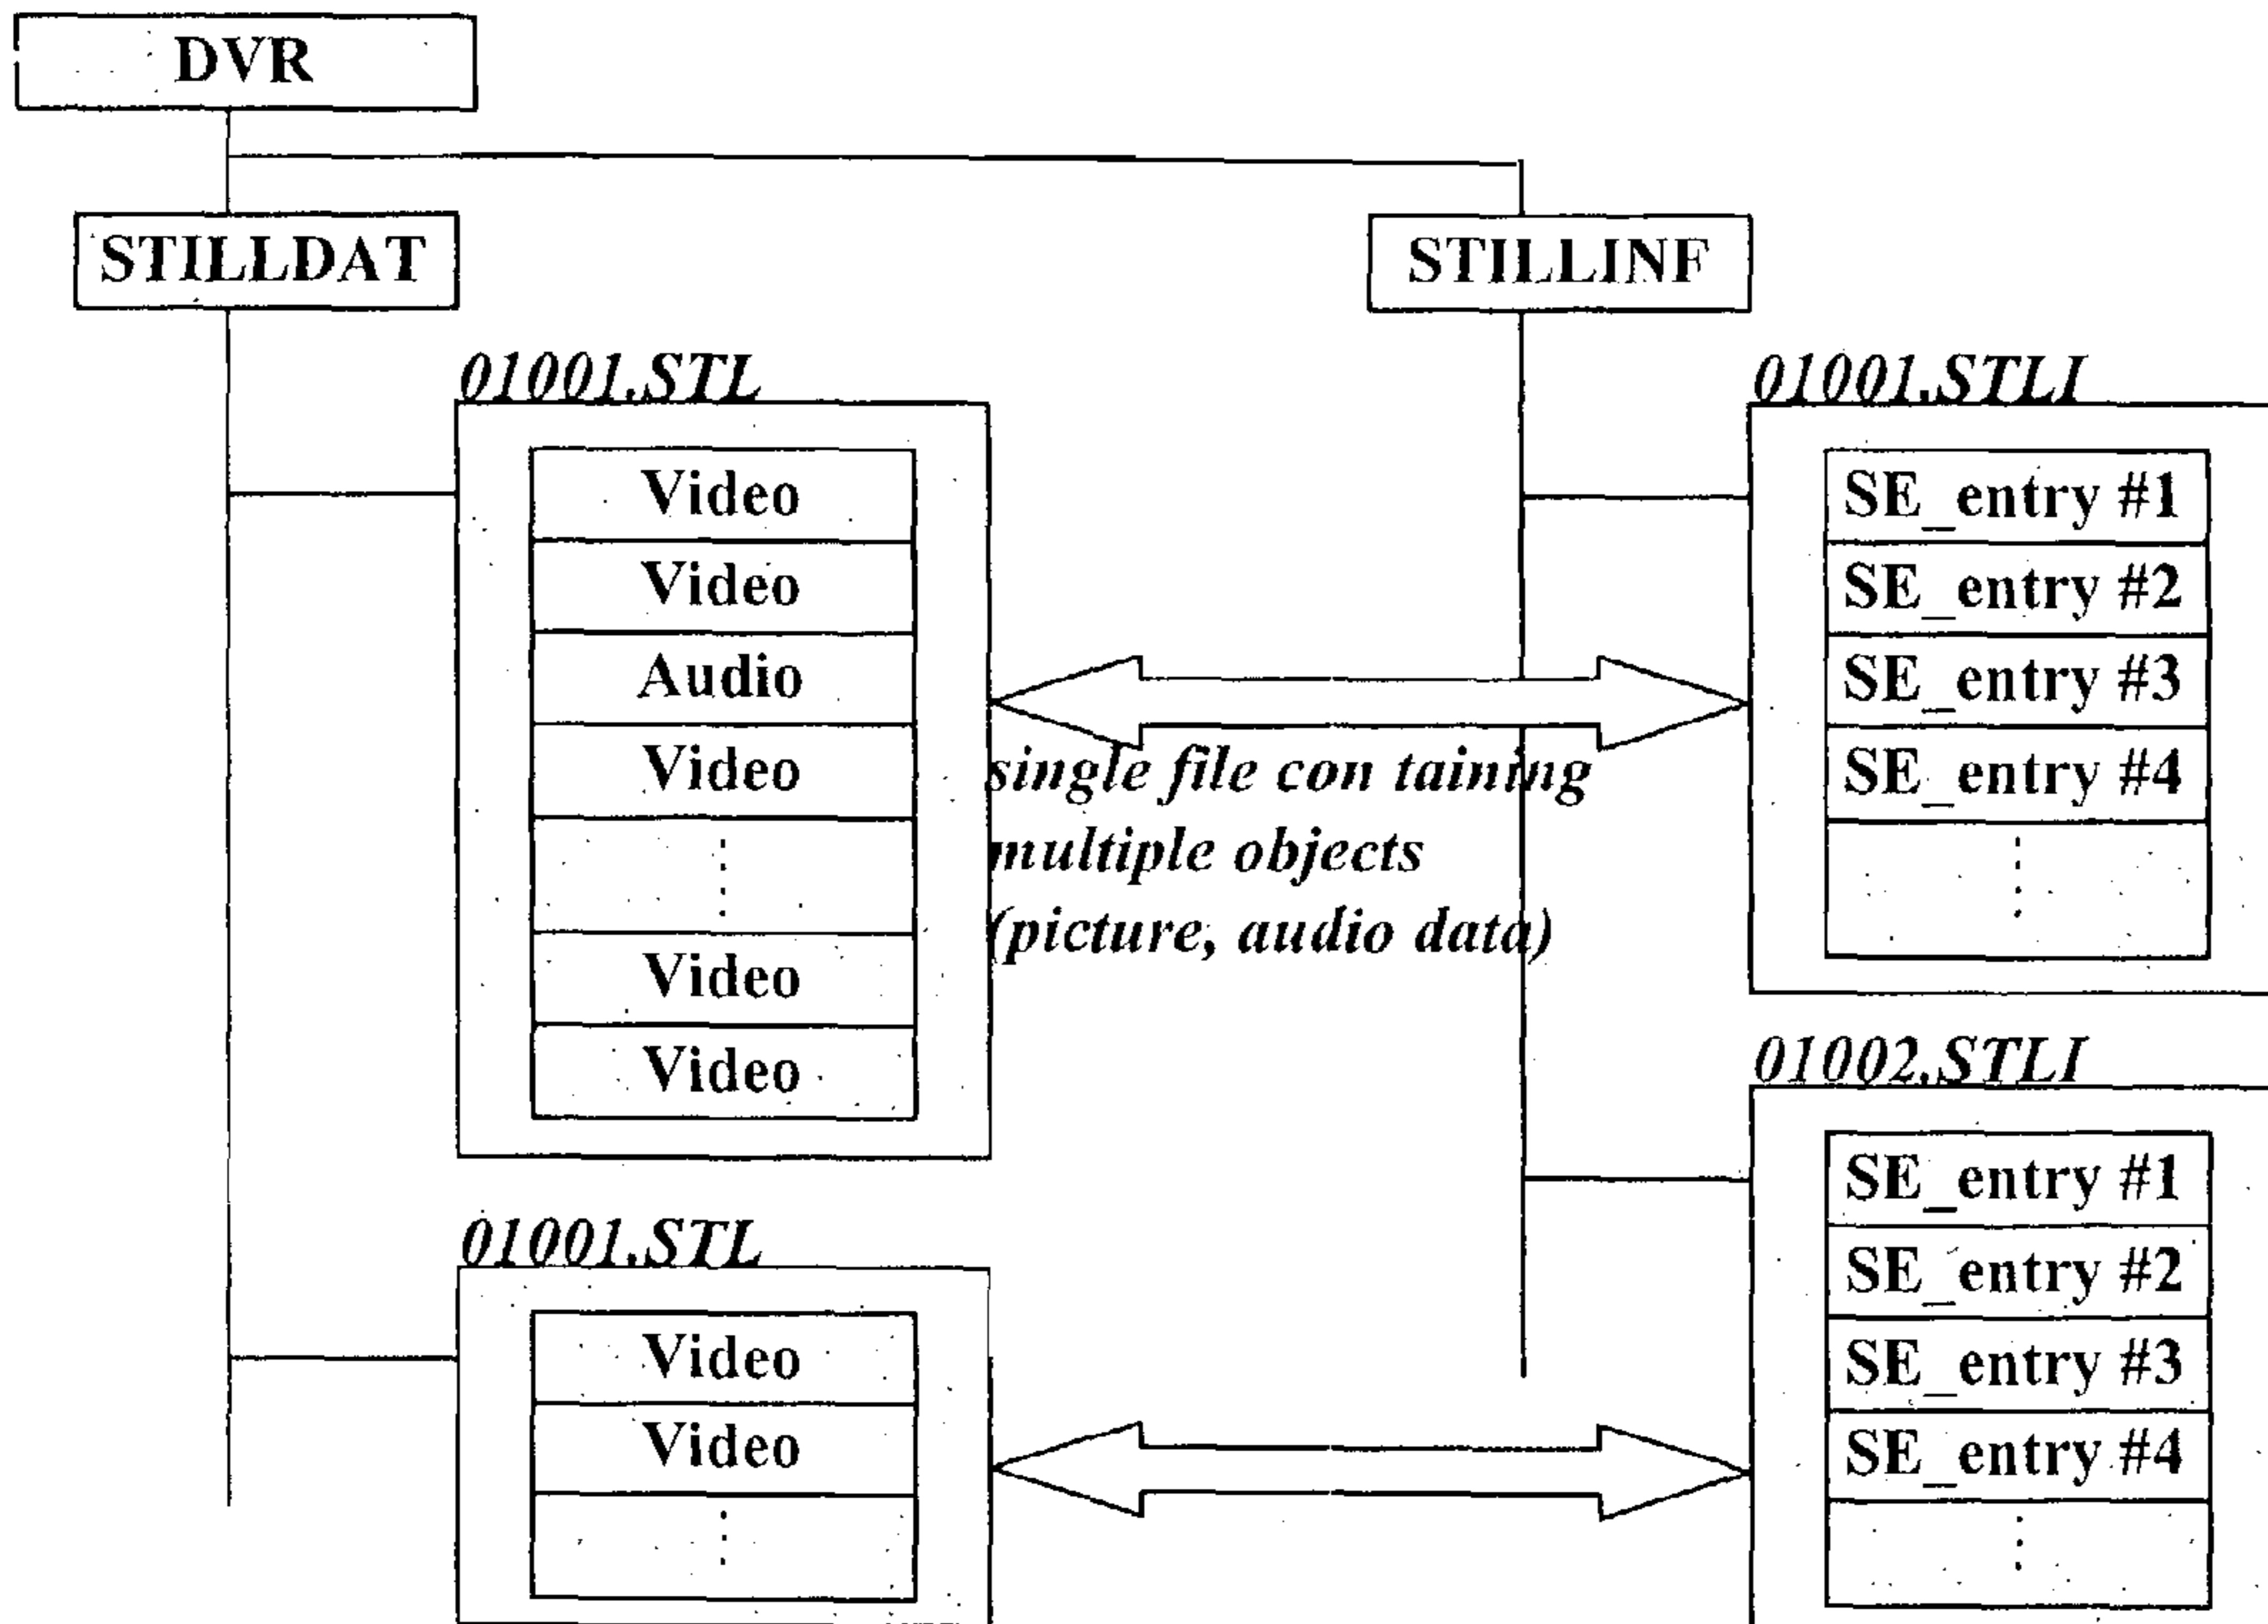 DVR
STILLDAT
STILLINF
01001.STL
Video
Video
Audio
Video
Video
Video
single file con taining
multiple objects
(picture, audio data)
01001.STLI
SE_entry #1
SE_entry #2
SE_entry #3
SE_entry #4
01001.STL
Video
Video
01002.STLI
SE_entry #1
SE_entry #2
SE_entry #3
SE_entry #4